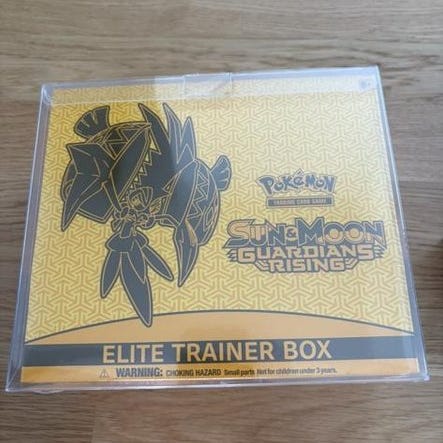 POKÉMON
TRADING CARD GAME
SUN & MOON
GUARDIANS
RISING
ELITE TRAINER BOX
WARNING: CHOKING HAZARD Small parts Not for children under 3 years.